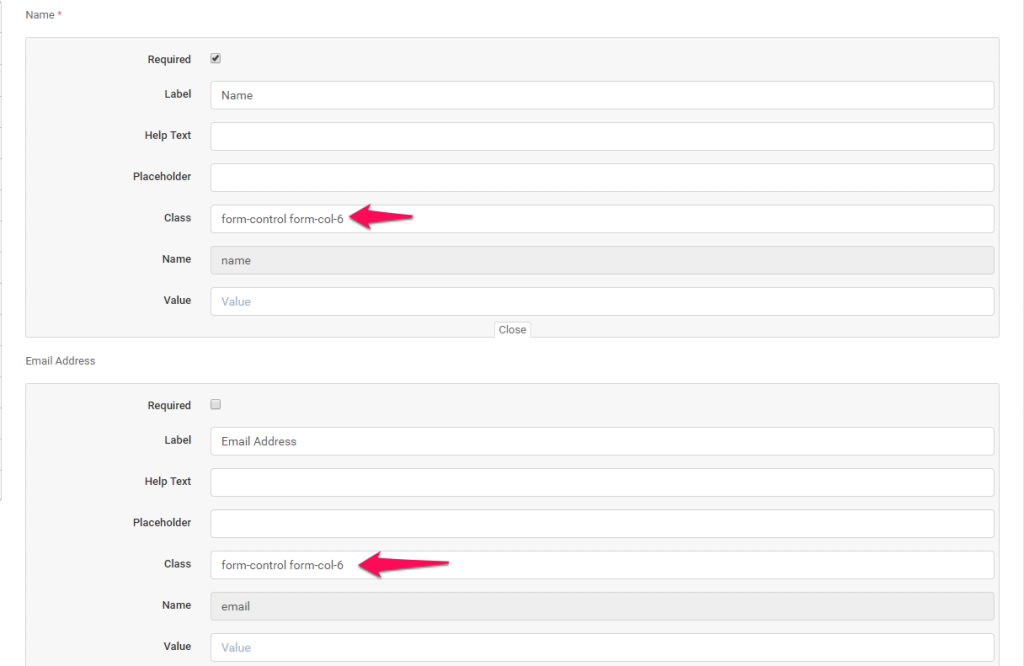 Name *
Required
Label Name
Help Text
Placeholder
Class form-control form-col-6
Name name
Value Value
Close
Email Address
Required
Label Email Address
Help Text
Placeholder
Class form-control form-col-6
Name email
Value Value